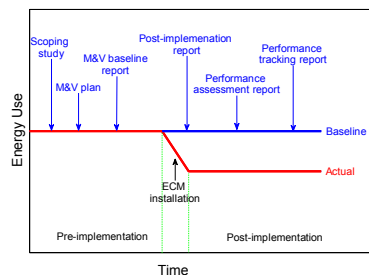 Scoping
study
M&V plan
M&V baseline
report
Post-implemenation
report
Performance
assessment report
Performance
tracking report
Energy Use
Baseline
Actual
ECM
installation
Pre-implementation
Post-implementation
Time